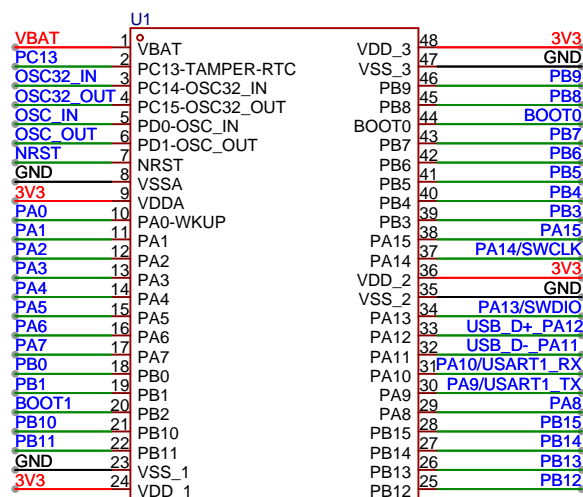 U1
VBAT 1 VBAT VDD_3 48 3V3
PC13 2 PC13-TAMPER-RTC VSS_3 47 GND
OSC32_IN 3 PC14-OSC32_IN PB9 46 PB9
OSC32_OUT 4 PC15-OSC32_OUT PB8 45 PB8
OSC_IN 5 PD0-OSC_IN BOOT0 44 BOOT0
OSC_OUT 6 PD1-OSC_OUT PB7 43 PB7
NRST 7 NRST PB6 42 PB6
GND 8 VSSA PB5 41 PB5
3V3 9 VDDA PB4 40 PB4
PA0 10 PA0-WKUP PB3 39 PB3
PA1 11 PA1 PA15 38 PA15
PA2 12 PA2 PA14 37 PA14/SWCLK
PA3 13 PA3 VDD_2 36 3V3
PA4 14 PA4 VSS_2 35 GND
PA5 15 PA5 PA13 34 PA13/SWDIO
PA6 16 PA6 PA12 33 USB_D+_PA12
PA7 17 PA7 PA11 32 USB_D-_PA11
PB0 18 PB0 PA10 31 PA10/USART1_RX
PB1 19 PB1 PA9 30 PA9/USART1_TX
BOOT1 20 PB2 PA8 29 PA8
PB10 21 PB10 PB15 28 PB15
PB11 22 PB11 PB14 27 PB14
GND 23 VSS_1 PB13 26 PB13
3V3 24 VDD_1 PB12 25 PB12